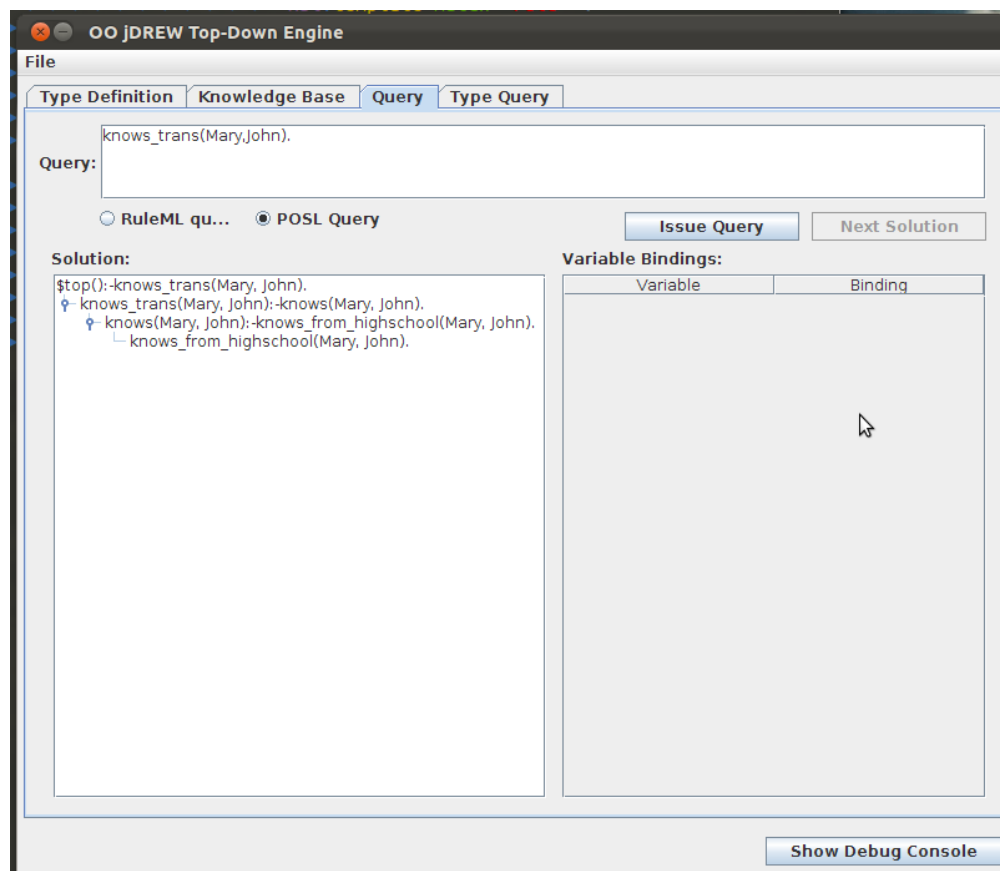 OO jDREW Top-Down Engine
File
Type Definition Knowledge Base Query Type Query
Query:
knows_trans(Mary,John).
RuleML qu... POSL Query
Issue Query Next Solution
Solution:
Variable Bindings:
$top():-knows_trans(Mary, John).
knows_trans(Mary, John):-knows(Mary, John).
knows(Mary, John):-knows_from_highschool(Mary, John).
knows_from_highschool(Mary, John).
Variable Binding
Show Debug Console